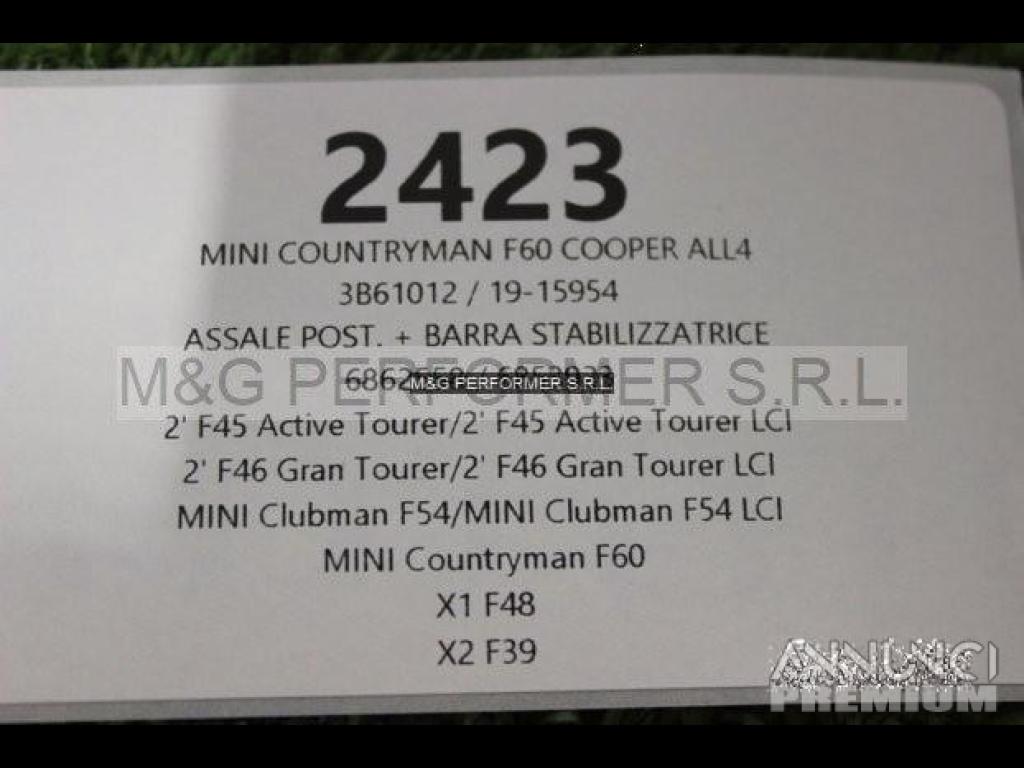 2423
MINI COUNTRYMAN F60 COOPER ALL4
3B61012 / 19-15954
ASSALE POST. + BARRA STABILIZZATRICE
M&G PERFORMER S.R.L.
M&G PERFORMER S.R.L.
2' F45 Active Tourer/2' F45 Active Tourer LCI
2' F46 Gran Tourer/2' F46 Gran Tourer LCI
MINI Clubman F54/MINI Clubman F54 LCI
MINI Countryman F60
X1 F48
X2 F39
ANNUNCI
PREMIUM